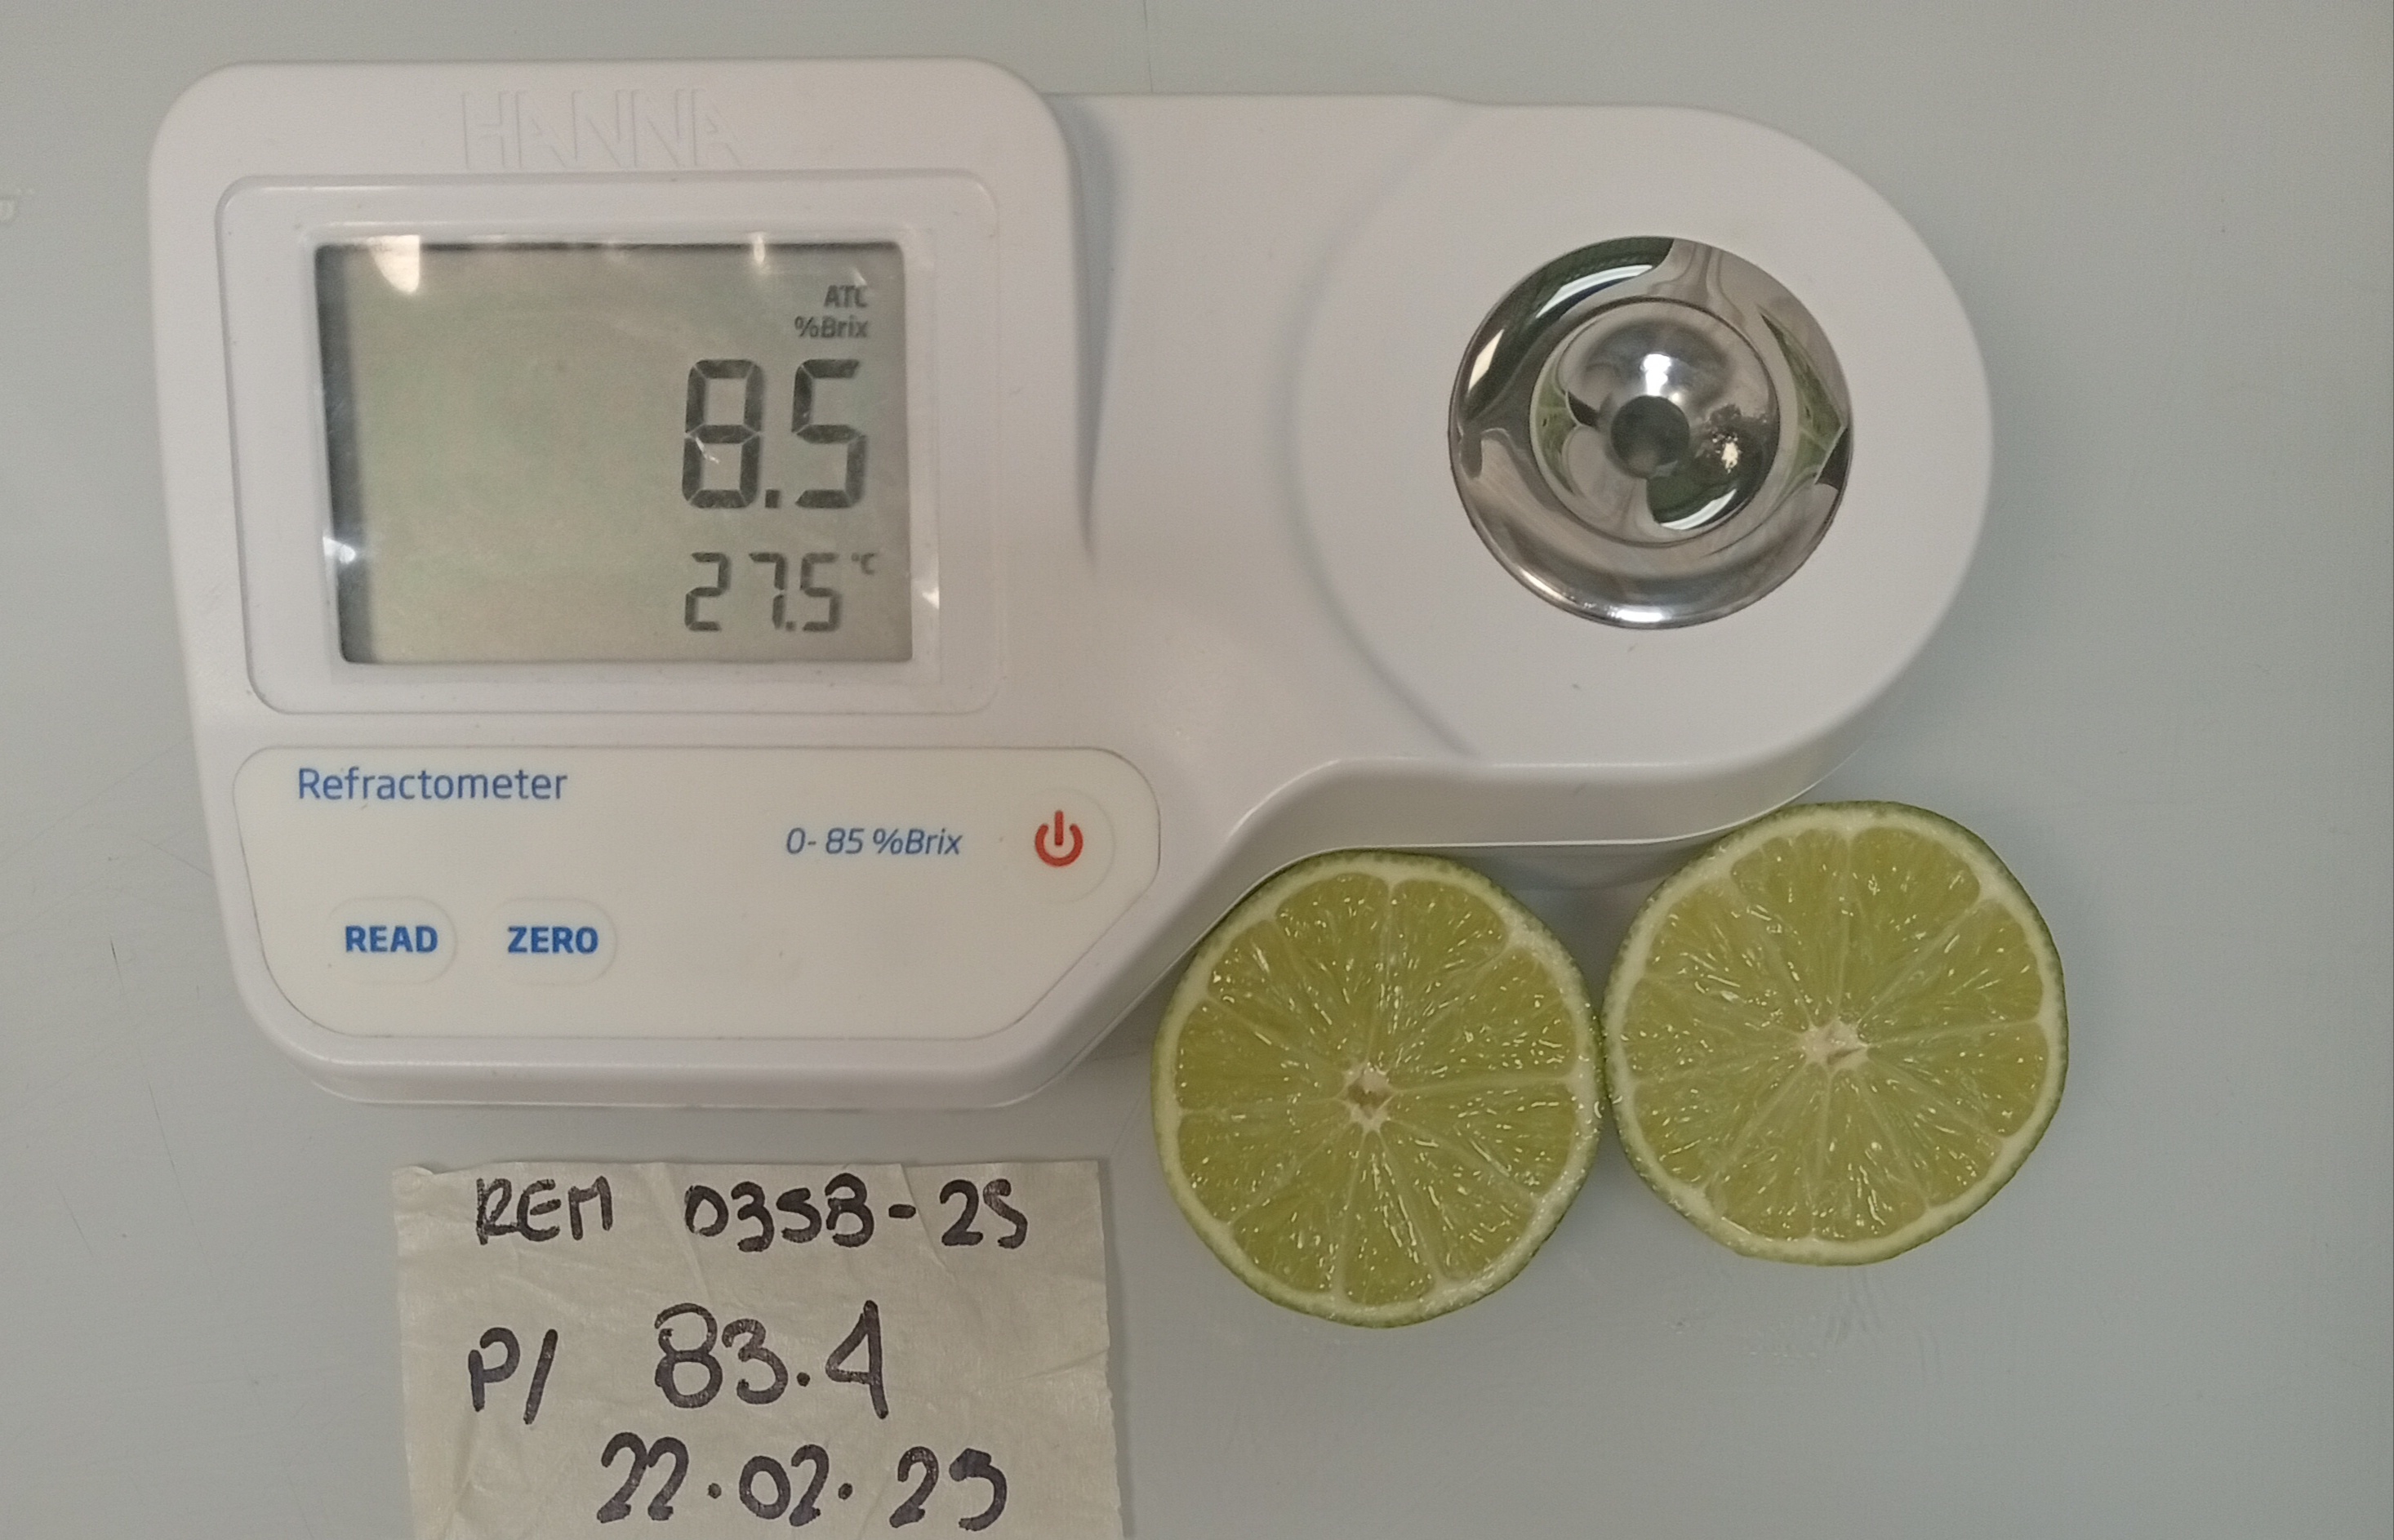 HANNA
ATC
%Brix
8.5
27.5 °C
Refractometer
0-85 %Brix
READ ZERO
REM 0358-25
P/ 83.4
22.02.25